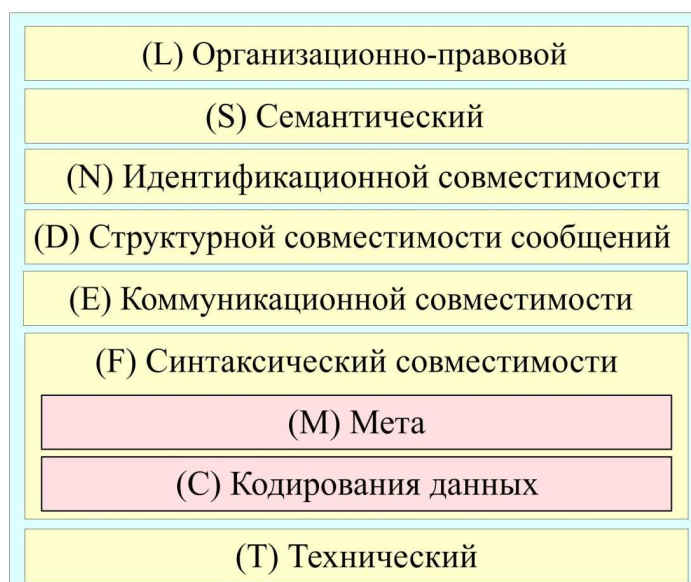 (L) Организационно-правовой
(S) Семантический
(N) Идентификационной совместимости
(D) Структурной совместимости сообщений
(E) Коммуникационной совместимости
(F) Синтаксический совместимости
(M) Мета
(C) Кодирования данных
(T) Технический